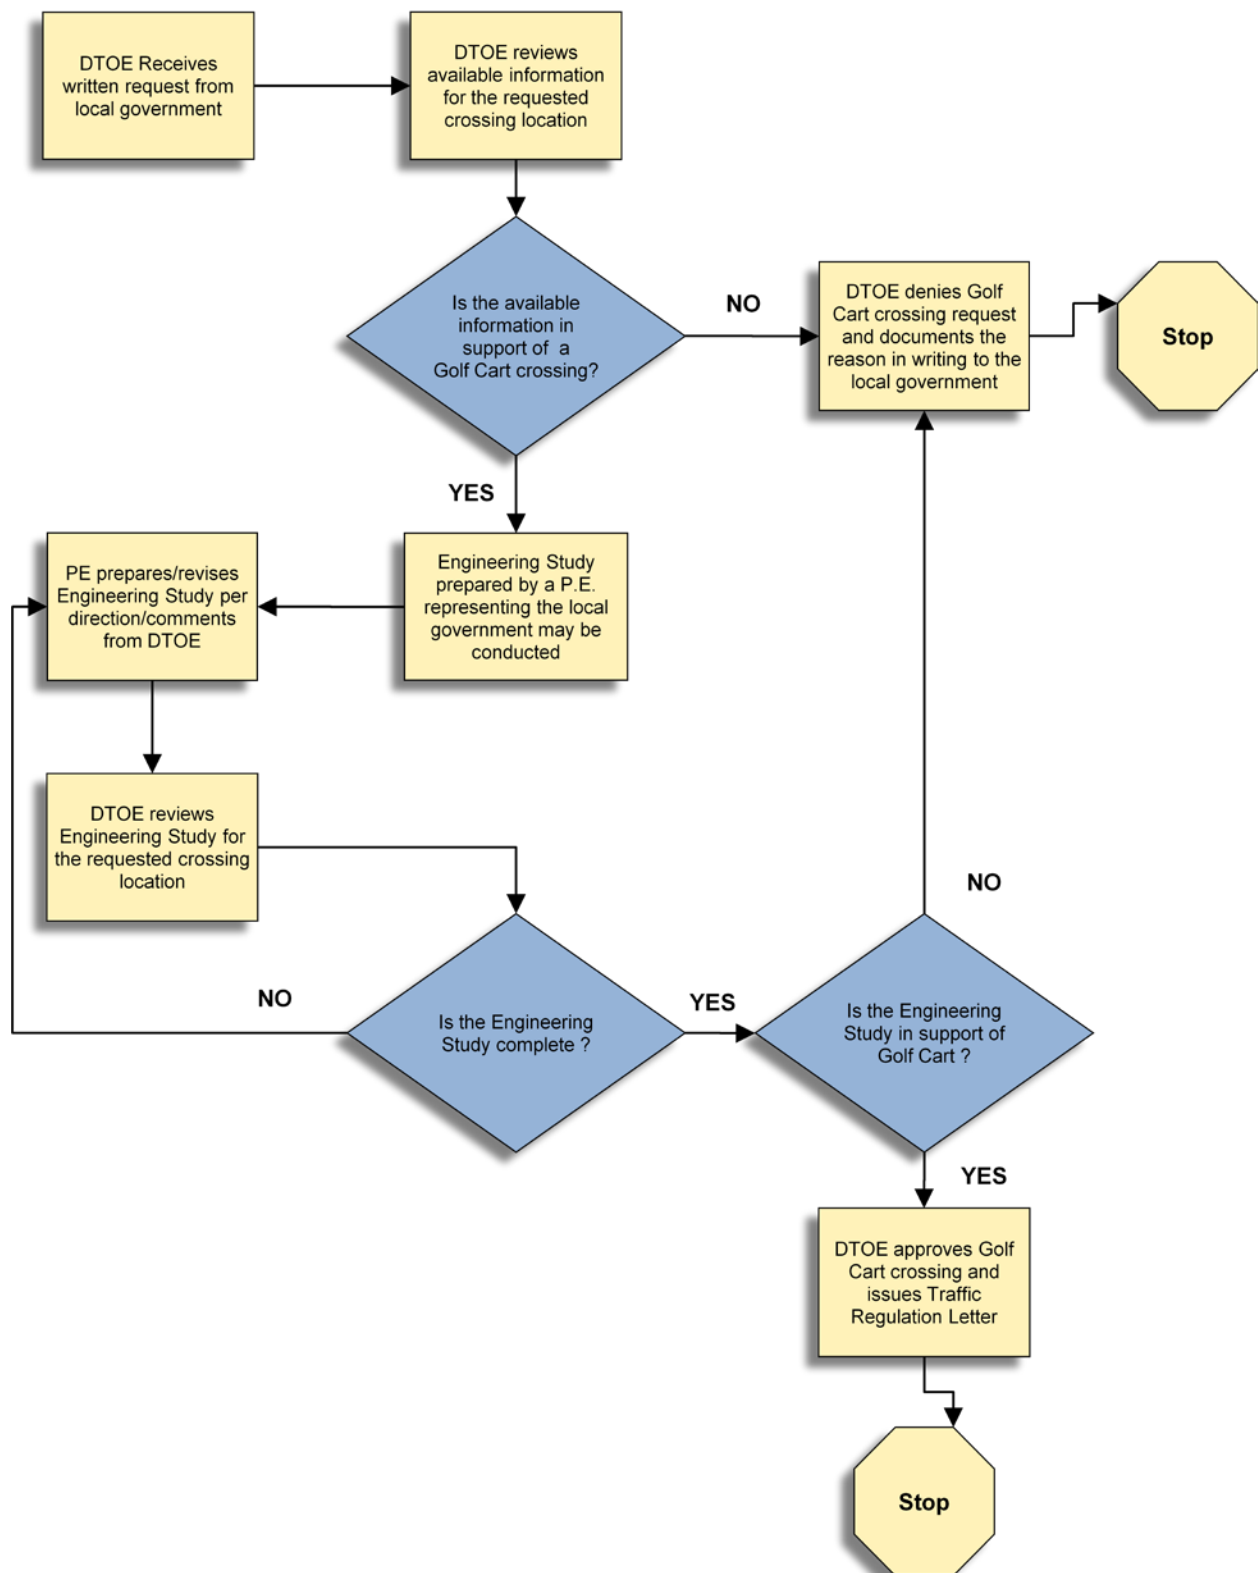 DTOE Receives
written request from
local government
DTOE reviews
available information
for the requested
crossing location
Is the available
information in
support of a
Golf Cart crossing?
NO
DTOE denies Golf
Cart crossing request
and documents the
reason in writing to the
local government
Stop
YES
PE prepares/revises
Engineering Study per
direction/comments
from DTOE
Engineering Study
prepared by a P.E.
representing the local
government may be
conducted
DTOE reviews
Engineering Study for
the requested crossing
location
NO
Is the Engineering
Study complete ?
YES
NO
Is the Engineering
Study in support of
Golf Cart ?
YES
DTOE approves Golf
Cart crossing and
issues Traffic
Regulation Letter
Stop